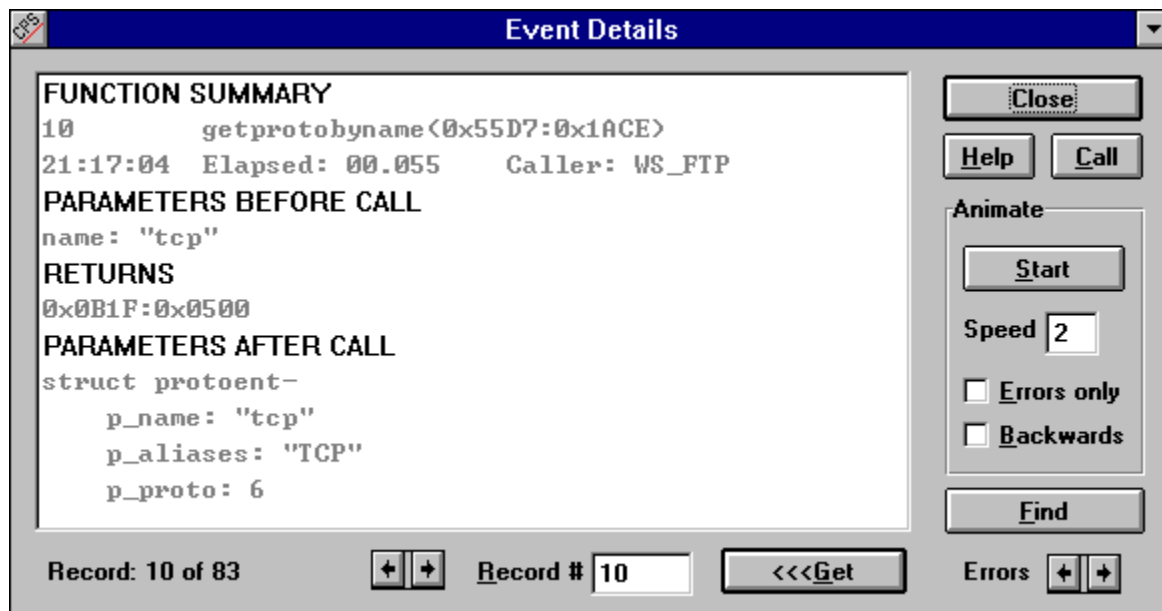 CPS
Event Details
FUNCTION SUMMARY
10 getprotobyname(0x55D7:0x1ACE)
21:17:04 Elapsed: 00.055 Caller: WS_FTP
PARAMETERS BEFORE CALL
name: "tcp"
RETURNS
0x0B1F:0x0500
PARAMETERS AFTER CALL
struct protoent-
p_name: "tcp"
p_aliases: "TCP"
p_proto: 6
Close
Help Call
Animate
Start
Speed 2
Errors only
Backwards
Find
Record: 10 of 83 Record # 10 <<<Get Errors